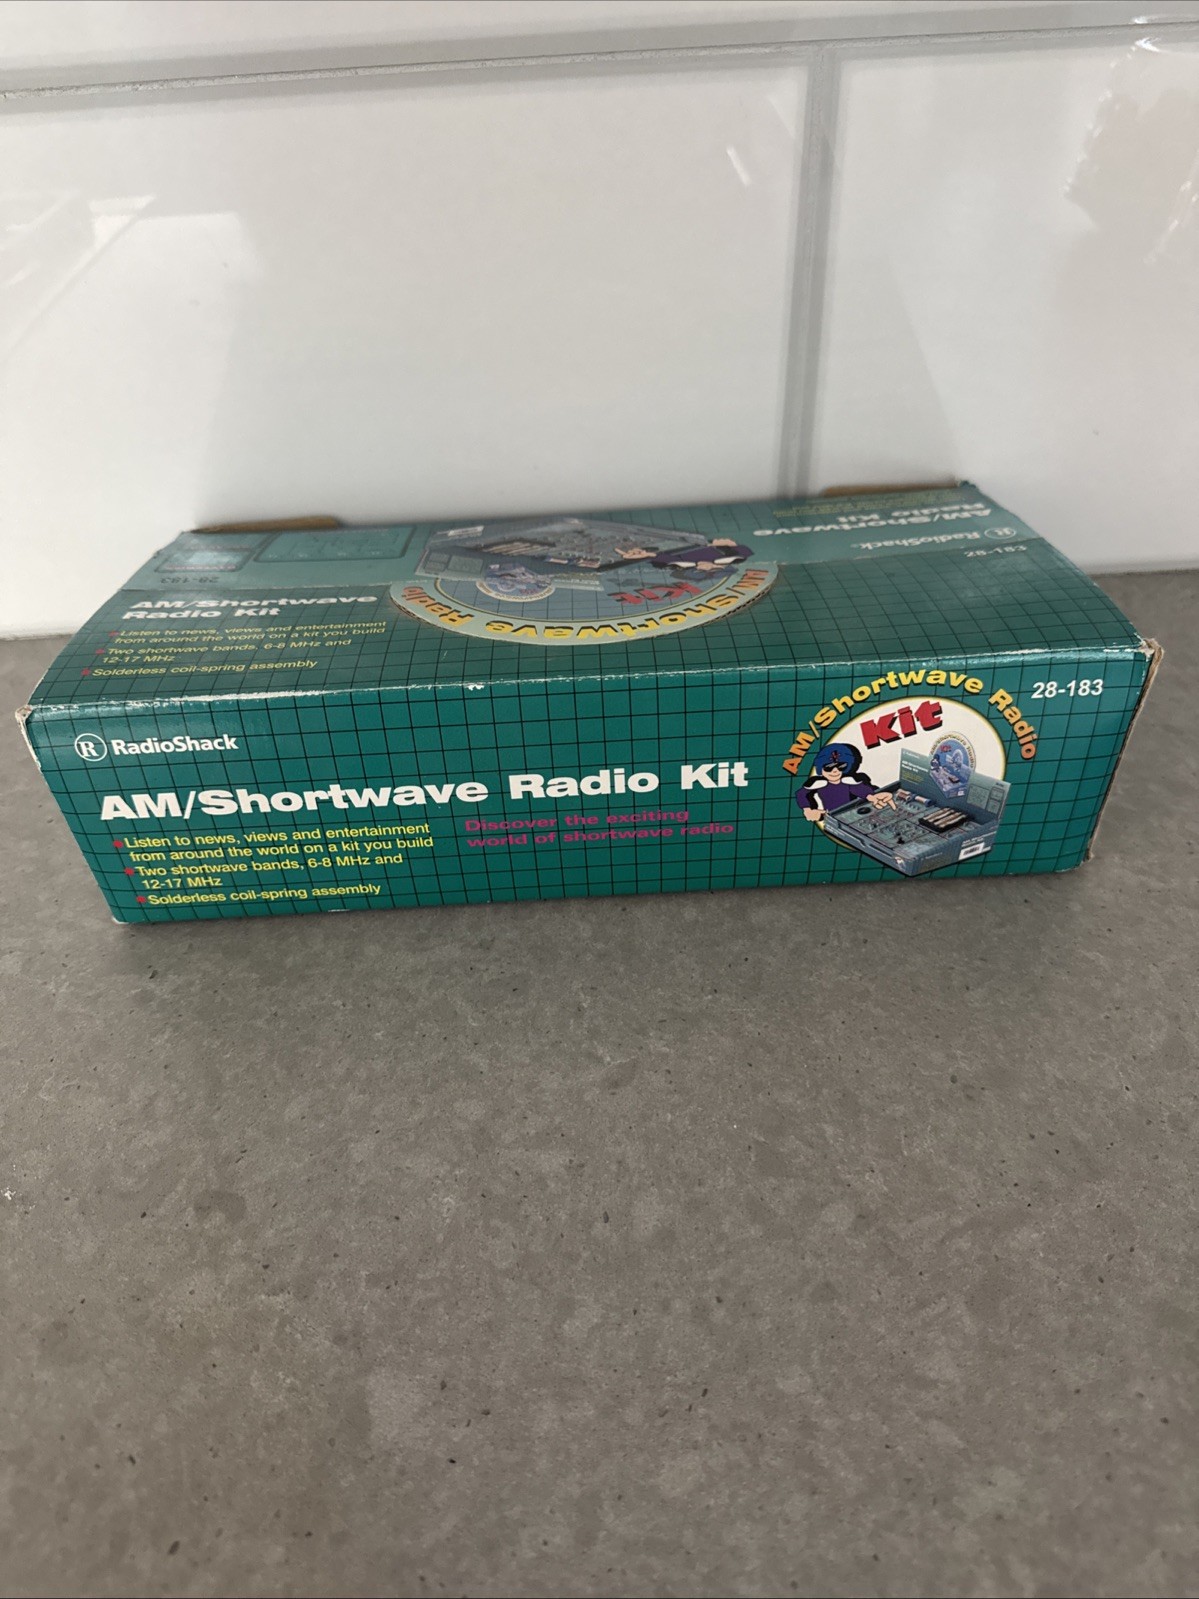 RadioShack
AM/Shortwave
Radio Kit
28-183
28-183
AM/Shortwave
Radio Kit
Listen to news, views and entertainment
from around the world on a kit you build
Two shortwave bands, 6-8 MHz and
12-17 MHz
Solderless coil-spring assembly
AM/Shortwave Radio
Kit
R RadioShack
AM/Shortwave Radio Kit
Listen to news, views and entertainment
from around the world on a kit you build
Two shortwave bands, 6-8 MHz and
12-17 MHz
Solderless coil-spring assembly
Discover the exciting
world of shortwave radio
AM/Shortwave Radio
Kit
28-183